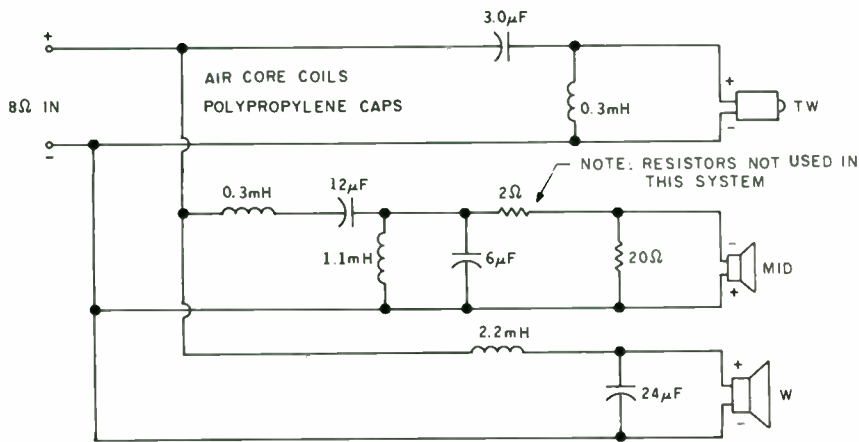 3.0µF
+
AIR CORE COILS
POLYPROPYLENE CAPS
8Ω IN
0.3mH
+
TW
-
-
NOTE: RESISTORS NOT USED IN
THIS SYSTEM
0.3mH
12µF
2Ω
1.1mH
6µF
20Ω
-
MID
+
2.2mH
24µF
+
W
-